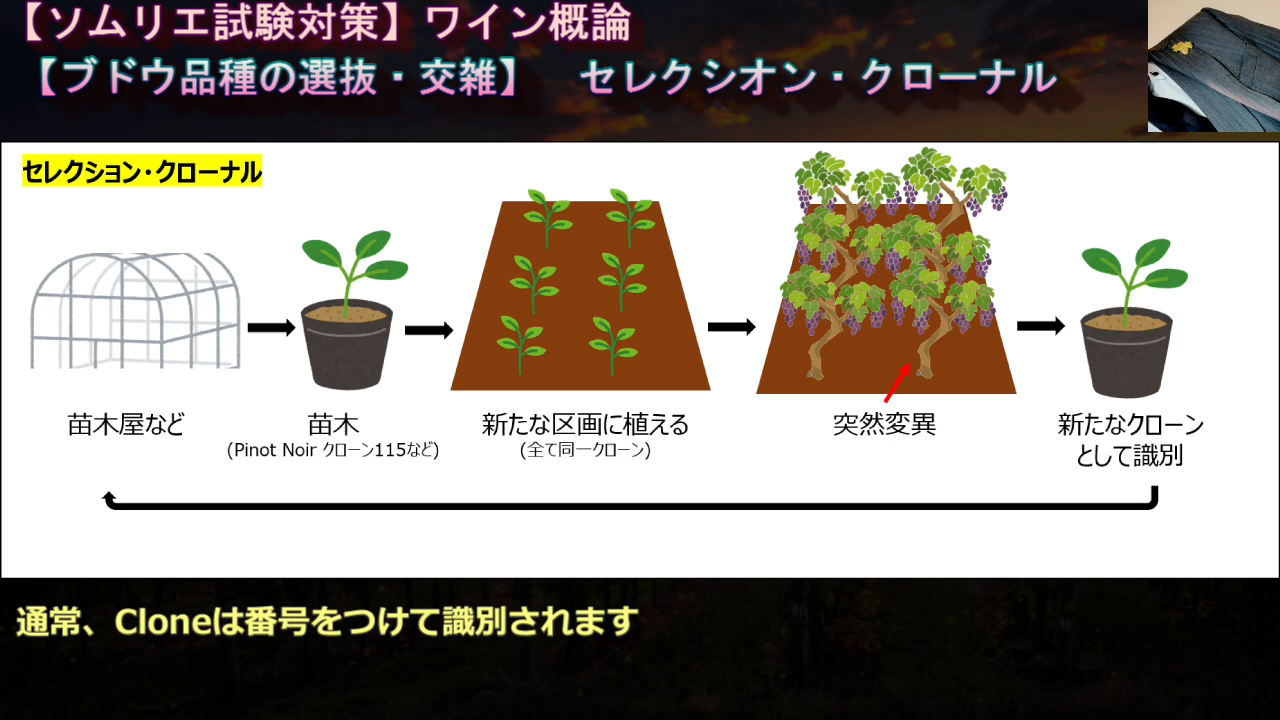 【ソムリエ試験対策】ワイン概論
【ブドウ品種の選抜・交雑】 セレクシオン・クローナル
セレクション・クローナル
苗木屋など
苗木
(Pinot Noir クローン115など)
新たな区画に植える
(全て同一クローン)
突然変異
新たなクローン
として識別
通常、Cloneは番号をつけて識別されます